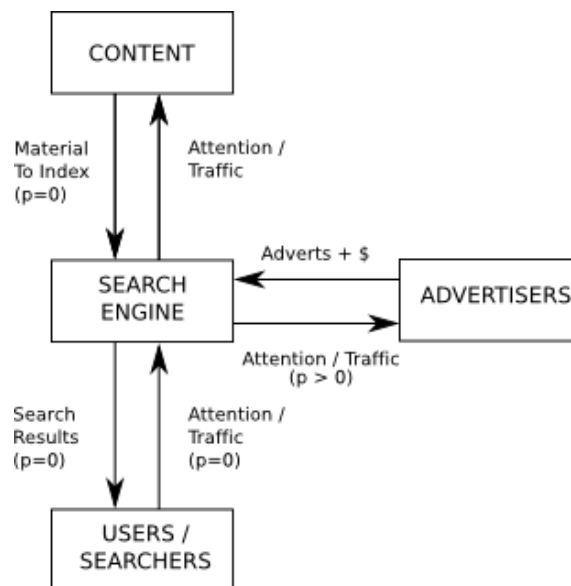 CONTENT
Material
To Index
(p=0)
Attention /
Traffic
Adverts + $
SEARCH
ENGINE
ADVERTISERS
Attention / Traffic
(p > 0)
Search
Results
(p=0)
Attention /
Traffic
(p=0)
USERS /
SEARCHERS